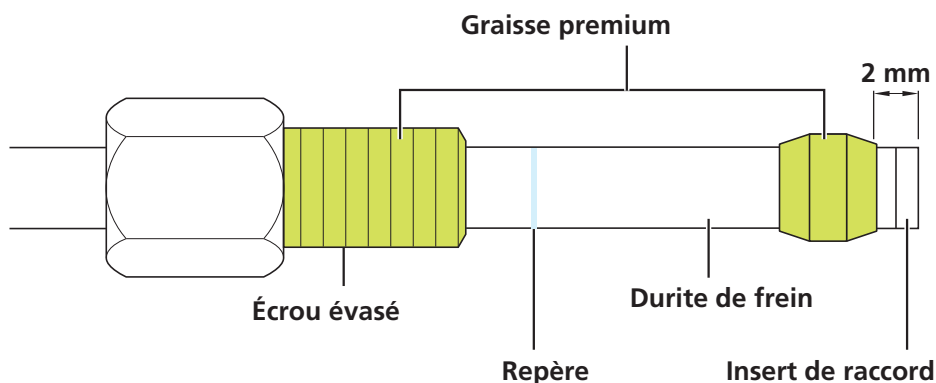 Graisse premium
2 mm
Écrou évasé
Durite de frein
Repère
Insert de raccord